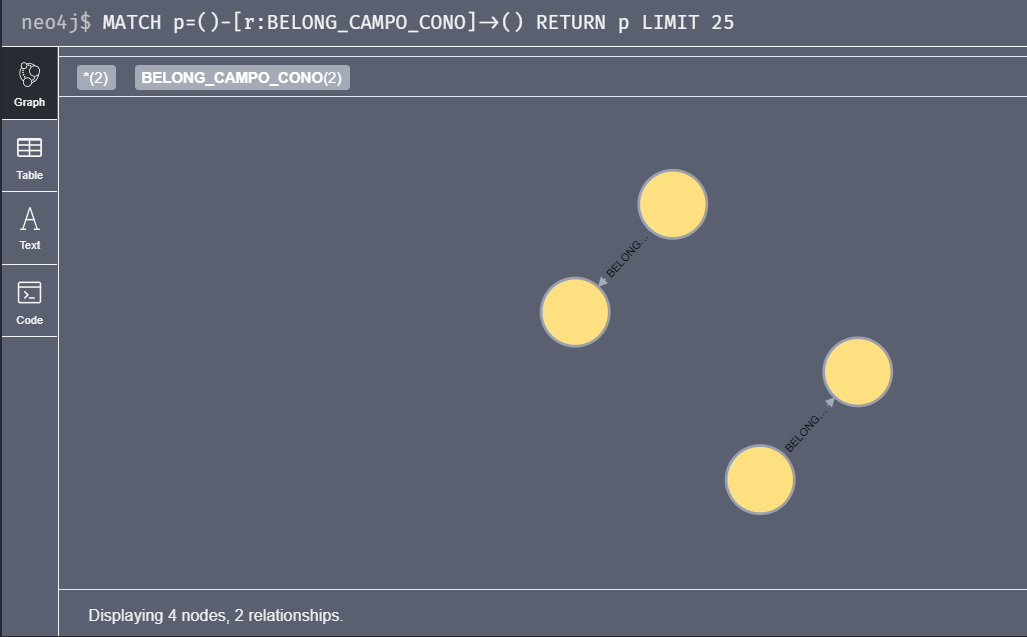 neo4j$ MATCH p=()-[r:BELONG_CAMPO_CONO]->() RETURN p LIMIT 25
Graph
*(2) BELONG_CAMPO_CONO(2)
Table
Text
Code
BELONG...
BELONG...
Displaying 4 nodes, 2 relationships.